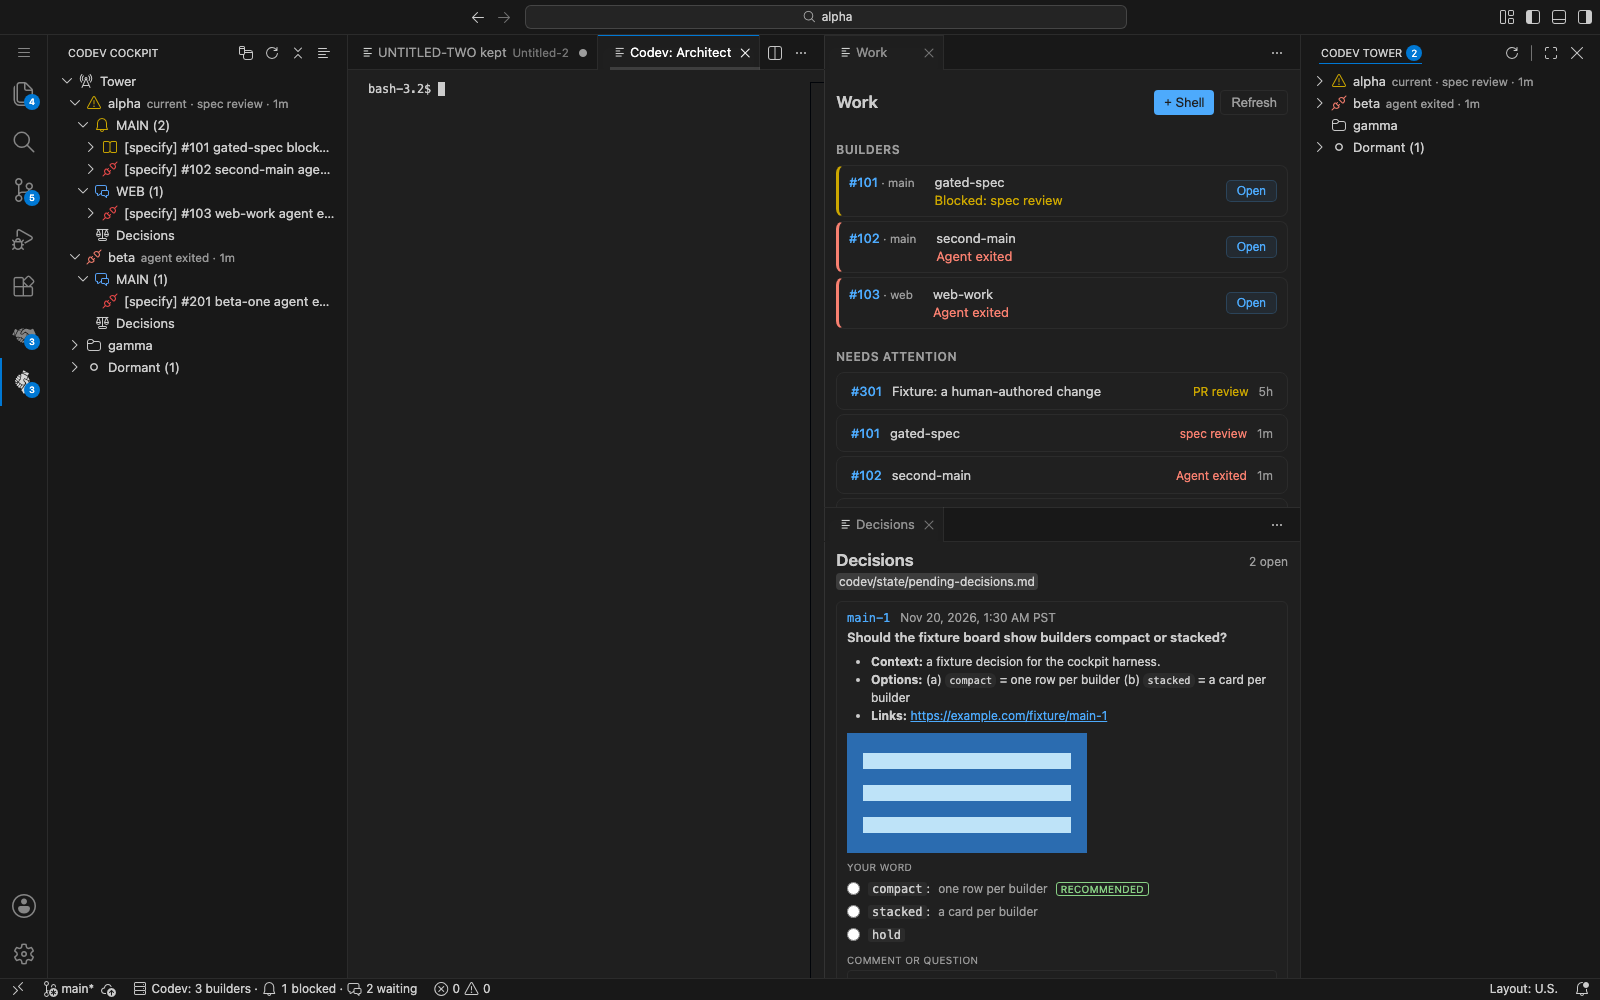 alpha
CODEV COCKPIT
Tower
alpha current · spec review · 1m
MAIN (2)
[specify] #101 gated-spec block...
[specify] #102 second-main age...
WEB (1)
[specify] #103 web-work agent e...
Decisions
beta agent exited · 1m
MAIN (1)
[specify] #201 beta-one agent e...
Decisions
gamma
Dormant (1)
4
5
3
3
UNTITLED-TWO kept Untitled-2
Codev: Architect
bash-3.2$
Work
Work
+ Shell
Refresh
BUILDERS
#101 · main gated-spec
Blocked: spec review
Open
#102 · main second-main
Agent exited
Open
#103 · web web-work
Agent exited
Open
NEEDS ATTENTION
#301 Fixture: a human-authored change PR review 5h
#101 gated-spec spec review 1m
#102 second-main Agent exited 1m
Decisions
Decisions
2 open
codev/state/pending-decisions.md
main-1 Nov 20, 2026, 1:30 AM PST
Should the fixture board show builders compact or stacked?
• Context: a fixture decision for the cockpit harness.
• Options: (a) compact = one row per builder (b) stacked = a card per
builder
• Links: https://example.com/fixture/main-1
YOUR WORD
compact: one row per builder RECOMMENDED
stacked: a card per builder
hold
COMMENT OR QUESTION
CODEV TOWER 2
alpha current · spec review · 1m
beta agent exited · 1m
gamma
Dormant (1)
main* Codev: 3 builders · 1 blocked · 2 waiting 0 0
Layout: U.S.